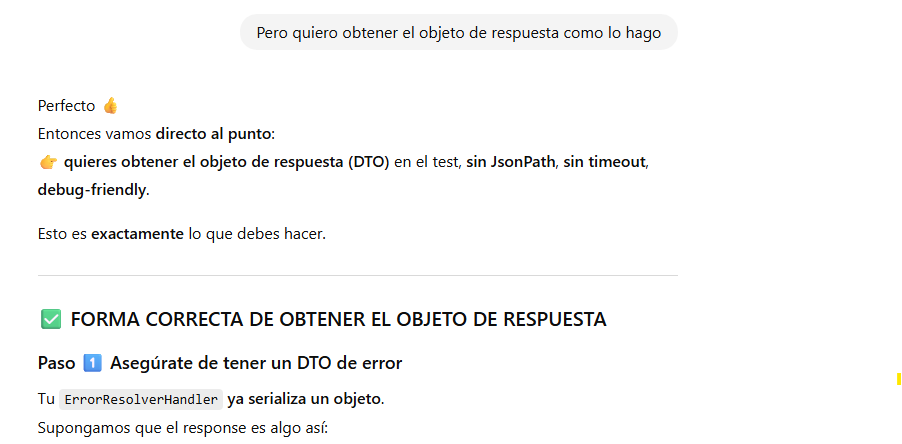 Pero quiero obtener el objeto de respuesta como lo hago
Perfecto 👍
Entonces vamos directo al punto:
👉 quieres obtener el objeto de respuesta (DTO) en el test, sin JsonPath, sin timeout,
debug-friendly.
Esto es exactamente lo que debes hacer.
✅ FORMA CORRECTA DE OBTENER EL OBJETO DE RESPUESTA
Paso 1️⃣ Asegúrate de tener un DTO de error
Tu ErrorResolverHandler ya serializa un objeto.
Supongamos que el response es algo así: